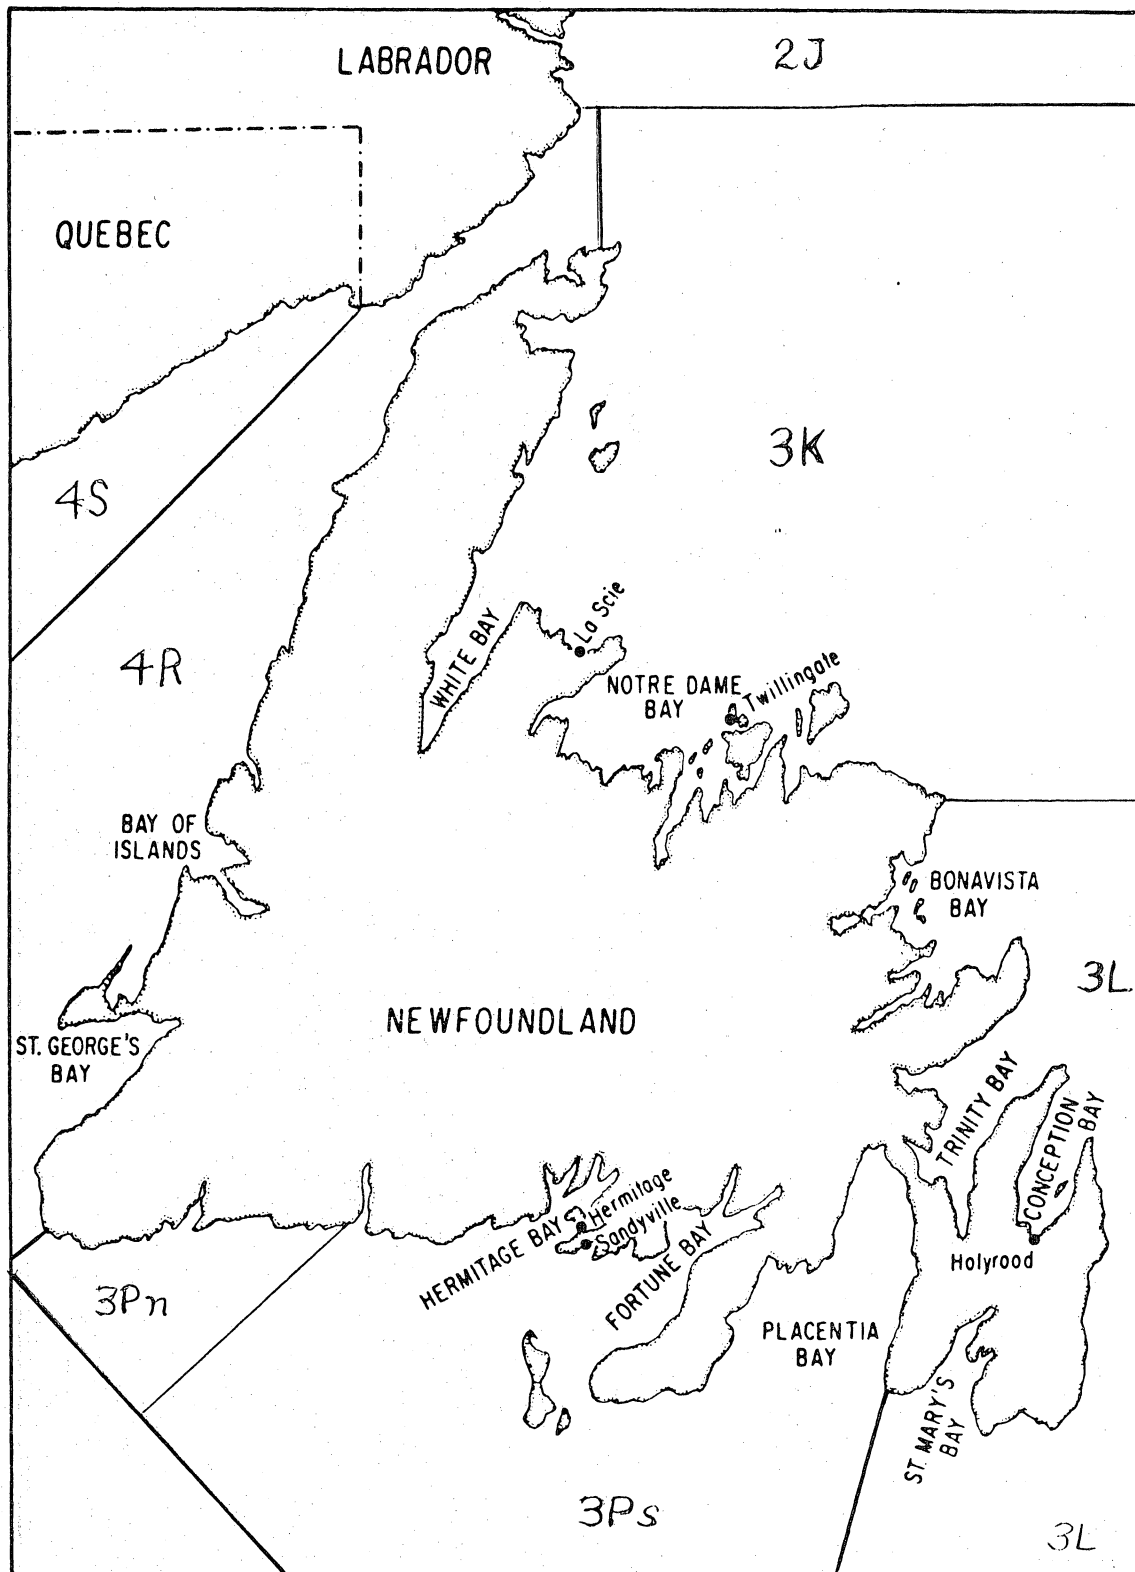 LABRADOR
2J
QUEBEC
3K
4S
La Scie
WHITE BAY
4R
NOTRE DAME
BAY
Twillingate
BAY OF
ISLANDS
BONAVISTA
BAY
3L
NEWFOUNDLAND
ST. GEORGE'S
BAY
TRINITY BAY
CONCEPTION
BAY
Hermitage
Sandyville
HERMITAGE BAY
FORTUNE BAY
Holyrood
3Pn
PLACENTIA
BAY
ST. MARY'S
BAY
3Ps
3L